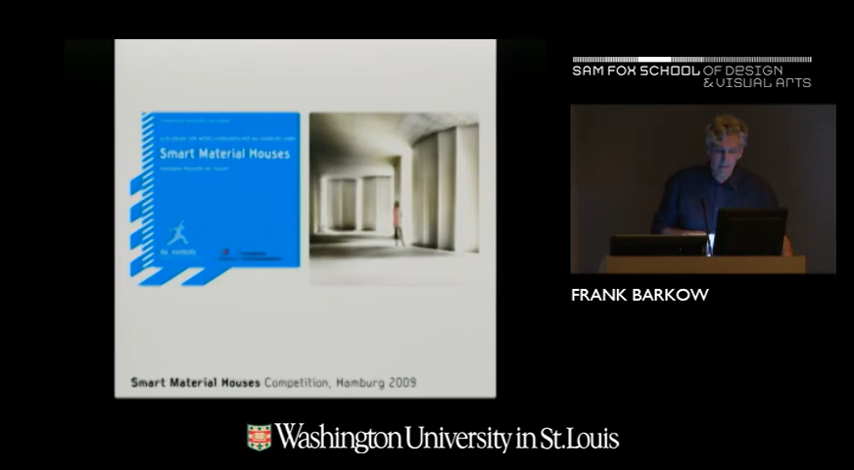 SAM FOX SCHOOL OF DESIGN
& VISUAL ARTS
Smart Material Houses
FRANK BARKOW
Smart Material Houses Competition, Hamburg 2009
Washington University in St. Louis